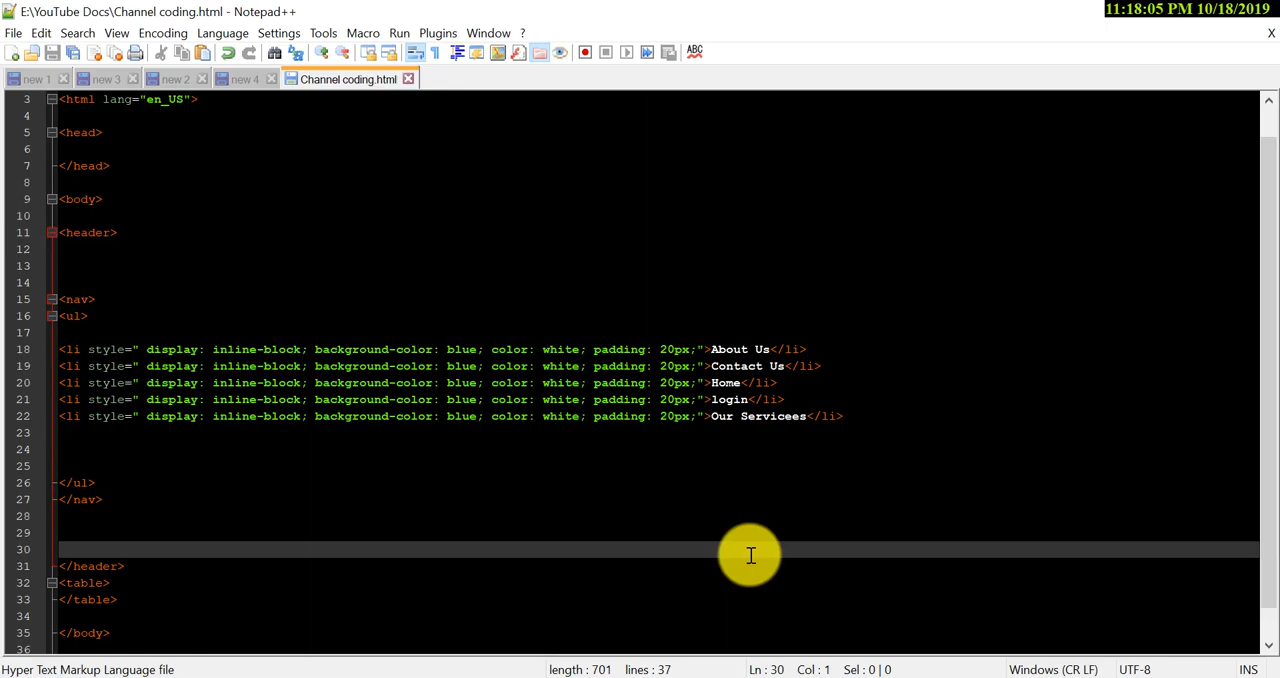 11:18:05 PM 10/18/2019
E:\YouTube Docs\Channel coding.html - Notepad++
File Edit Search View Encoding Language Settings Tools Macro Run Plugins Window ? X
ABC
new 1 new 3 new 2 new 4 Channel coding.html
3 <html lang="en_US">
4
5 <head>
6
7 </head>
8
9 <body>
10
11 <header>
12
13
14
15 <nav>
16 <ul>
17
18 <li style=" display: inline-block; background-color: blue; color: white; padding: 20px;">About Us</li>
19 <li style=" display: inline-block; background-color: blue; color: white; padding: 20px;">Contact Us</li>
20 <li style=" display: inline-block; background-color: blue; color: white; padding: 20px;">Home</li>
21 <li style=" display: inline-block; background-color: blue; color: white; padding: 20px;">login</li>
22 <li style=" display: inline-block; background-color: blue; color: white; padding: 20px;">Our Servicees</li>
23
24
25
26 </ul>
27 </nav>
28
29
30
31 </header>
32 <table>
33 </table>
34
35 </body>
36
Hyper Text Markup Language file length : 701 lines : 37 Ln : 30 Col : 1 Sel : 0 | 0 Windows (CR LF) UTF-8 INS